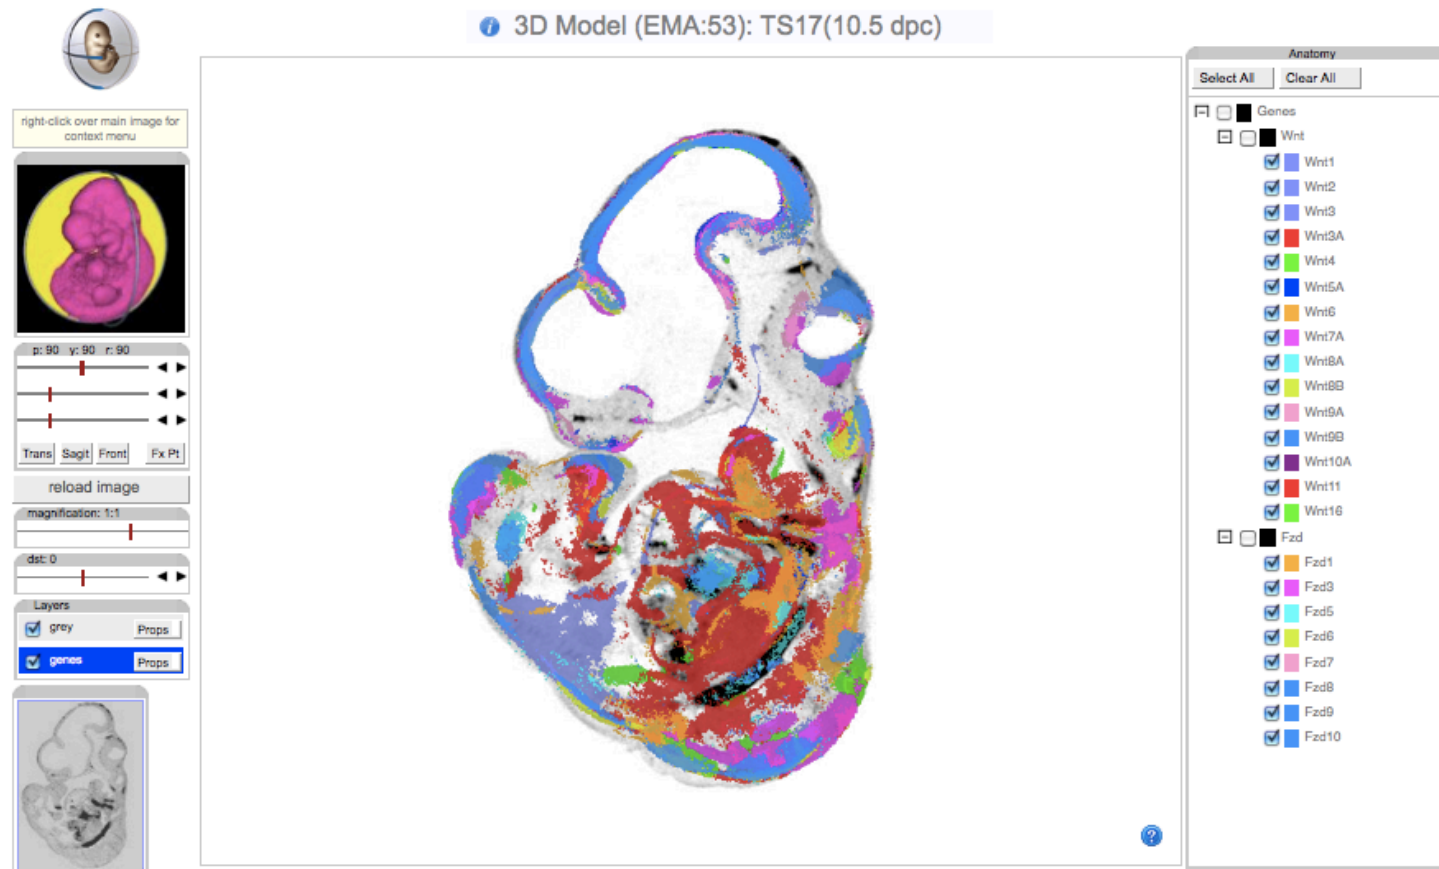 3D Model (EMA:53): TS17(10.5 dpc)
right-click over main image for
context menu
p: 90 y: 90 r: 90
Trans Sagit Front Fx Pt
reload image
magnification: 1:1
dst: 0
Layers
grey Props
genes Props
Anatomy
Select All Clear All
Genes
Wnt
Wnt1
Wnt2
Wnt3
Wnt3A
Wnt4
Wnt5A
Wnt6
Wnt7A
Wnt8A
Wnt8B
Wnt9A
Wnt9B
Wnt10A
Wnt11
Wnt16
Fzd
Fzd1
Fzd3
Fzd5
Fzd6
Fzd7
Fzd8
Fzd9
Fzd10